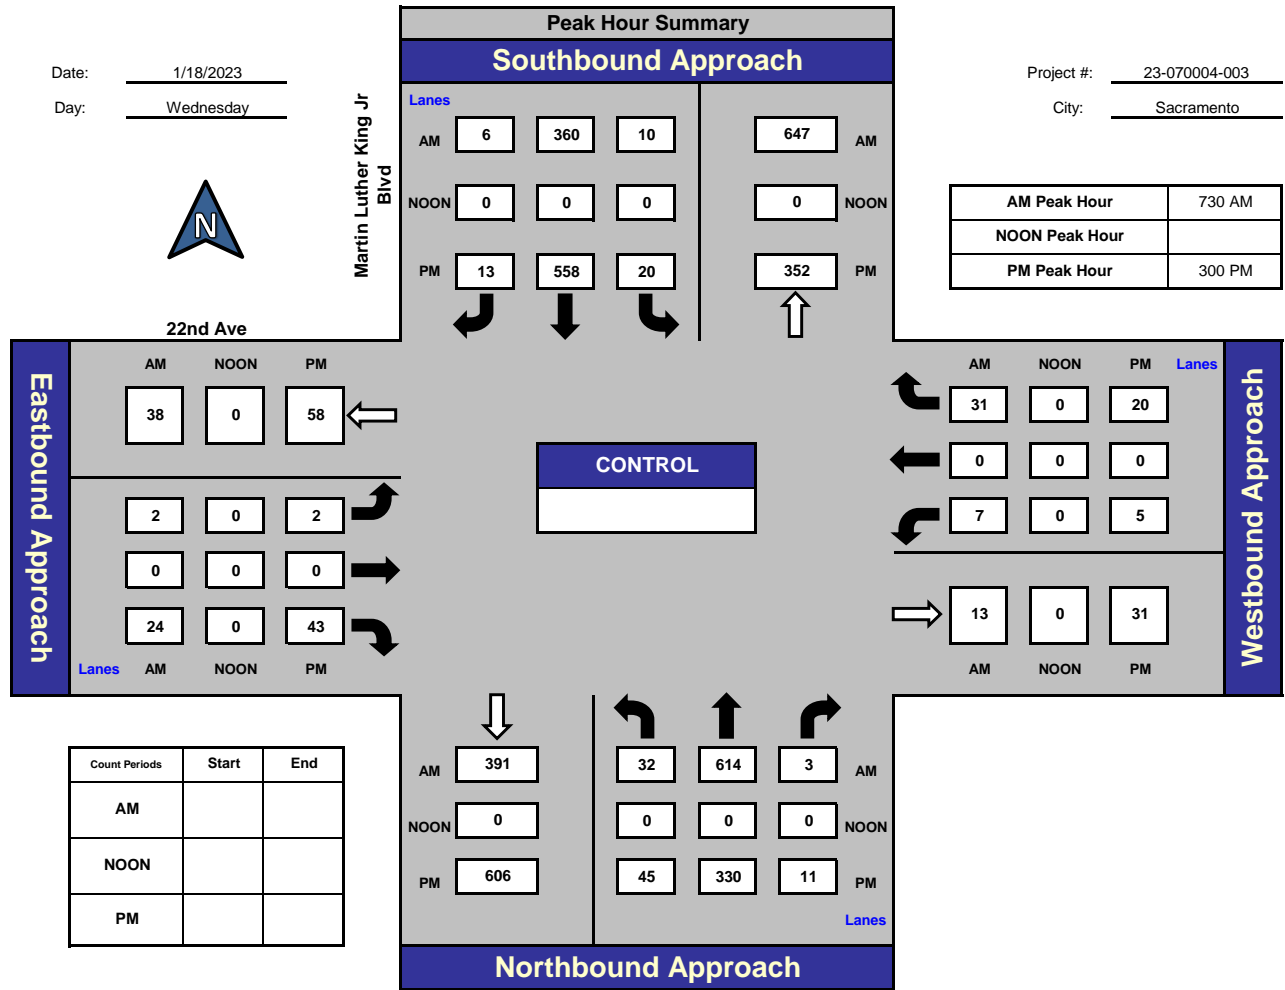 Peak Hour Summary
Southbound Approach
Date: 1/18/2023
Day: Wednesday
Project #: 23-070004-003
City: Sacramento
Martin Luther King Jr
Blvd
Lanes
AM 6 360 10 647 AM
NOON 0 0 0 0 NOON
PM 13 558 20 352 PM
N
AM Peak Hour 730 AM
NOON Peak Hour
PM Peak Hour 300 PM
22nd Ave
Eastbound Approach
AM NOON PM
38 0 58
2 0 2
0 0 0
24 0 43
Lanes AM NOON PM
CONTROL
AM NOON PM Lanes
31 0 20
0 0 0
7 0 5
13 0 31
AM NOON PM
Westbound Approach
Count Periods Start End
AM
NOON
PM
AM 391 32 614 3 AM
NOON 0 0 0 0 NOON
PM 606 45 330 11 PM
Lanes
Northbound Approach